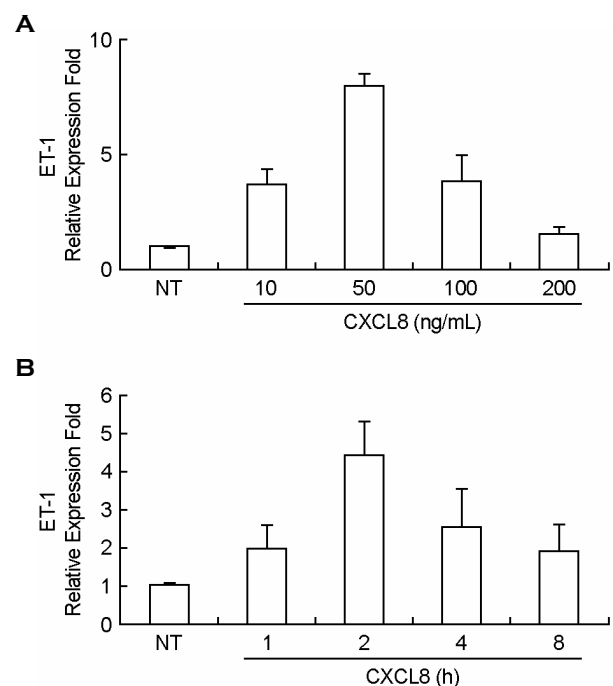 A
ET-1
Relative Expression Fold
10
5
0
NT
10
50
100
200
CXCL8 (ng/mL)
B
ET-1
Relative Expression Fold
6
5
4
3
2
1
0
NT
1
2
4
8
CXCL8 (h)